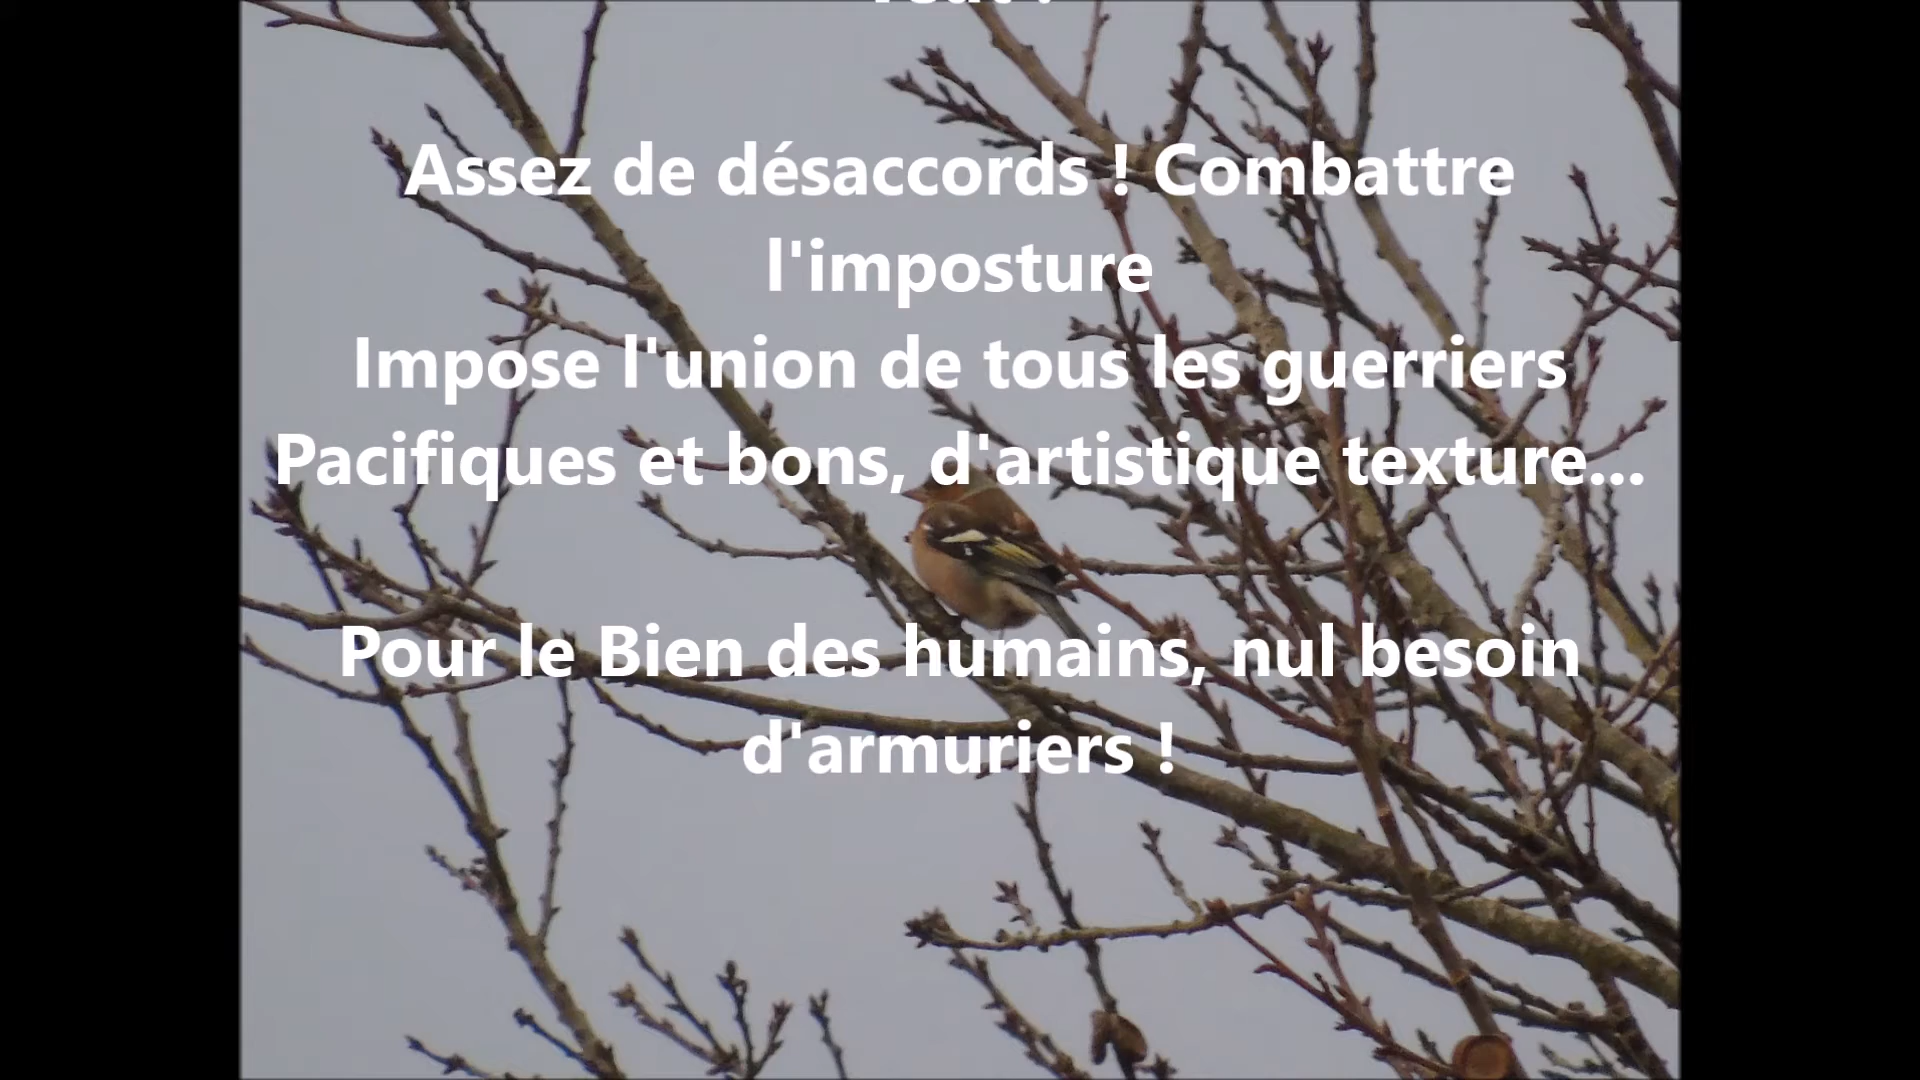 Assez de désaccords ! Combattre
l'imposture
Impose l'union de tous les guerriers
Pacifiques et bons, d'artistique texture...
Pour le Bien des humains, nul besoin
d'armuriers !